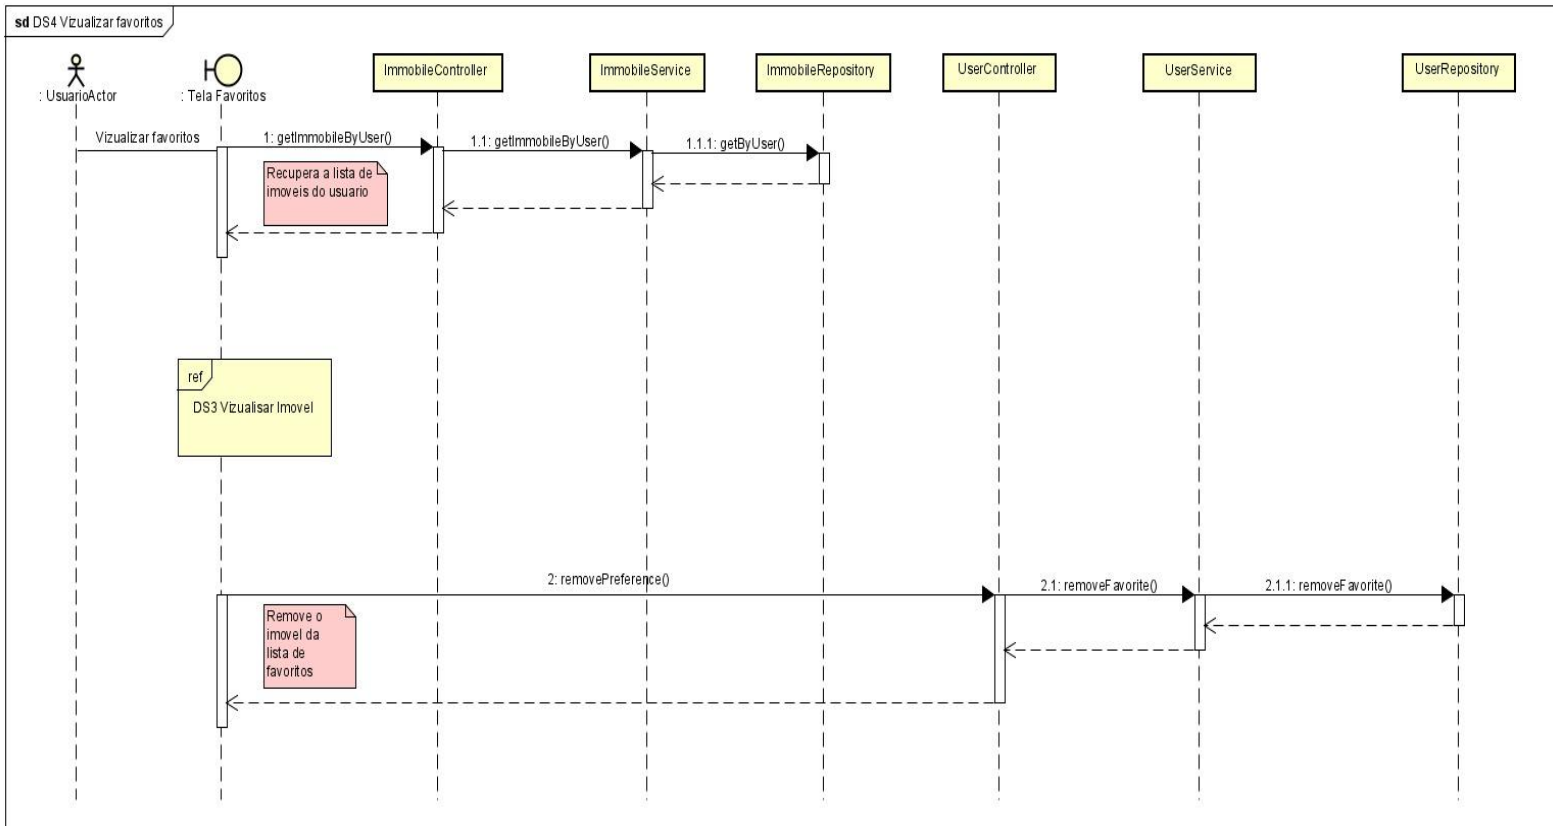 sd DS4 Vizualizar favoritos
: UsuarioActor
: Tela Favoritos
ImmobileController
ImmobileService
ImmobileRepository
UserController
UserService
UserRepository
Vizualizar favoritos
1: getImmobileByUser()
1.1: getImmobileByUser()
1.1.1: getByUser()
Recupera a lista de
imoveis do usuario
ref
DS3 Vizualisar Imovel
2: removePreference()
2.1: removeFavorite()
2.1.1: removeFavorite()
Remove o
imovel da
lista de
favoritos